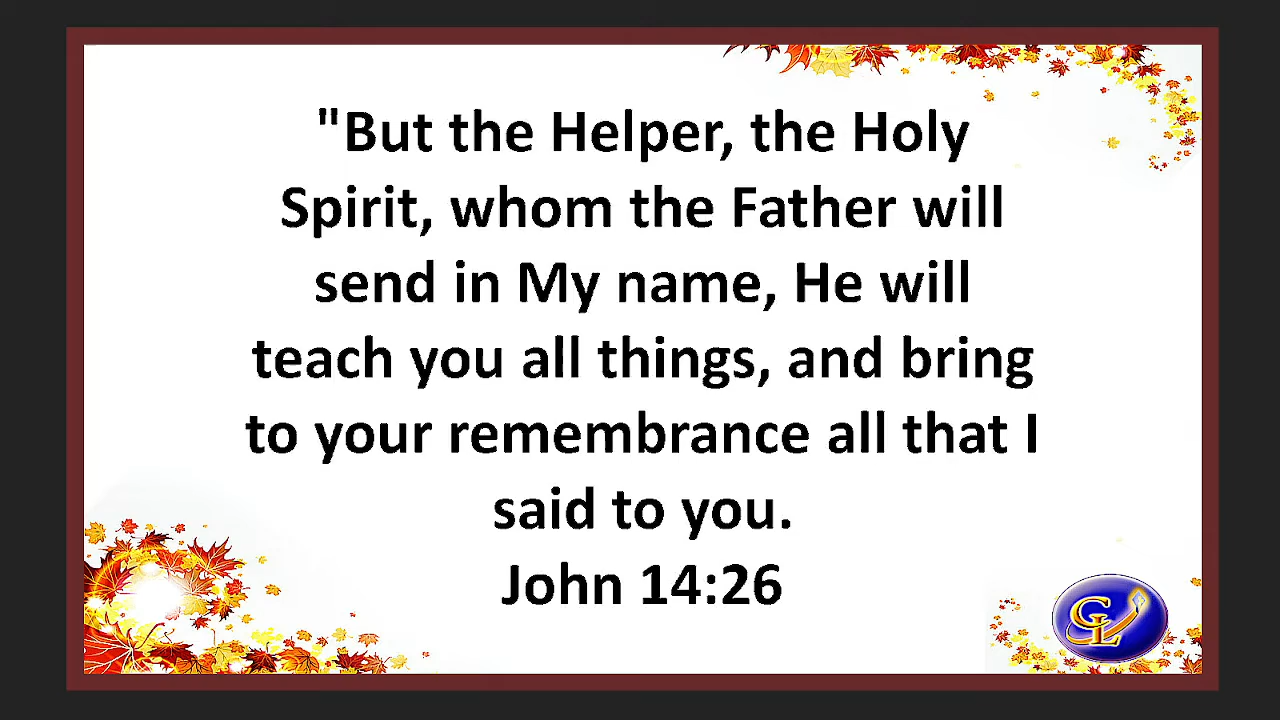 "But the Helper, the Holy
Spirit, whom the Father will
send in My name, He will
teach you all things, and bring
to your remembrance all that I
said to you.
John 14:26
CL